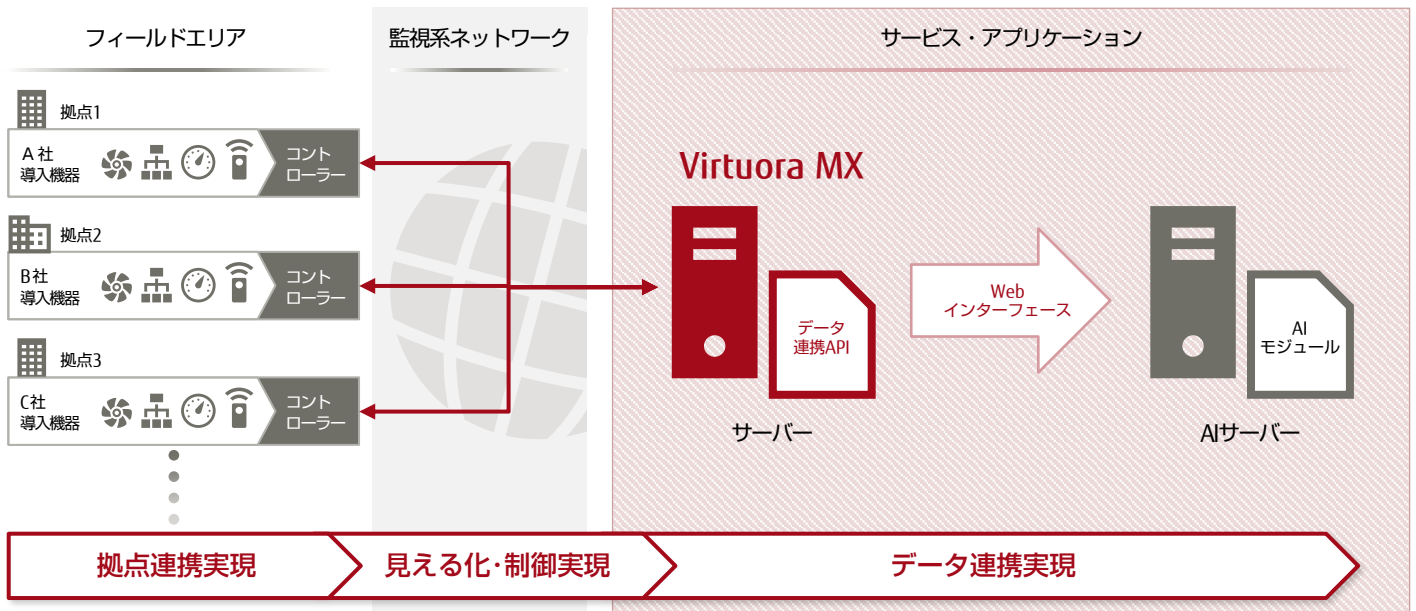 フィールドエリア
監視系ネットワーク
サービス・アプリケーション
拠点1
A 社
導入機器
コント
ローラー
拠点2
B社
導入機器
コント
ローラー
拠点3
C社
導入機器
コント
ローラー
Virtuora MX
データ
連携API
サーバー
Web
インターフェース
AI
モジュール
AIサーバー
拠点連携実現
見える化･制御実現
データ連携実現